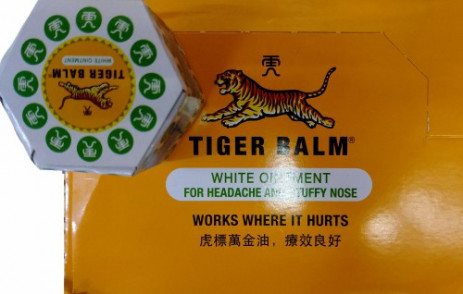 WHITE OINTMENT
TIGER BALM
TIGER BALM®
WHITE OINTMENT
FOR HEADACHE AND STUFFY NOSE
WORKS WHERE IT HURTS
虎標萬金油，療效良好